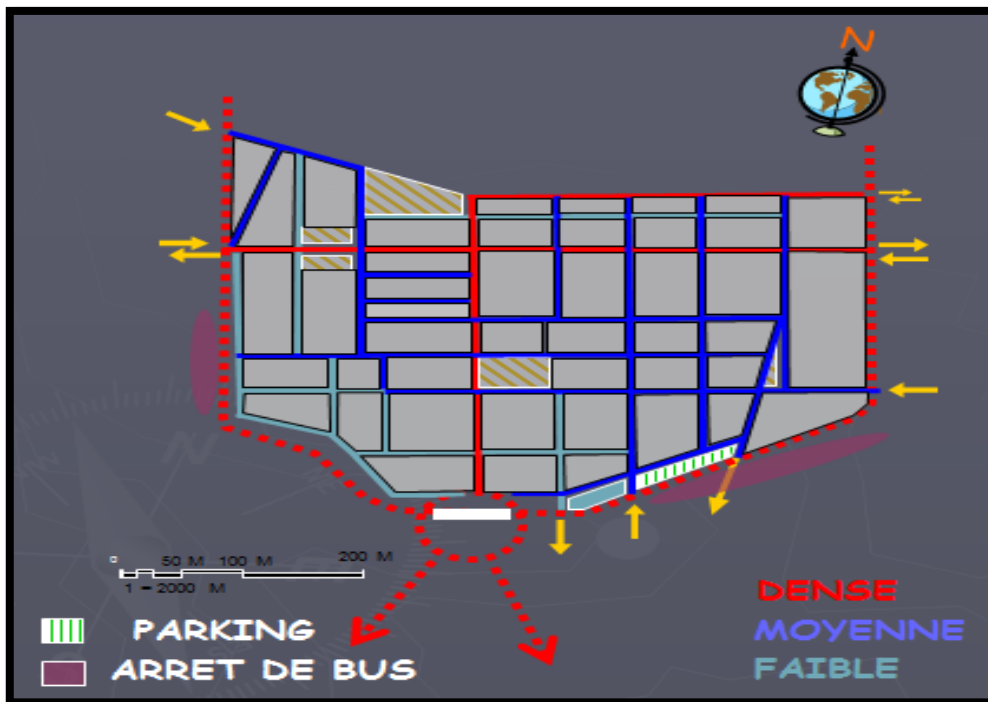 N
0 50 M 100 M 200 M
1 - 2000 M
PARKING
ARRET DE BUS
DENSE
MOYENNE
FAIBLE